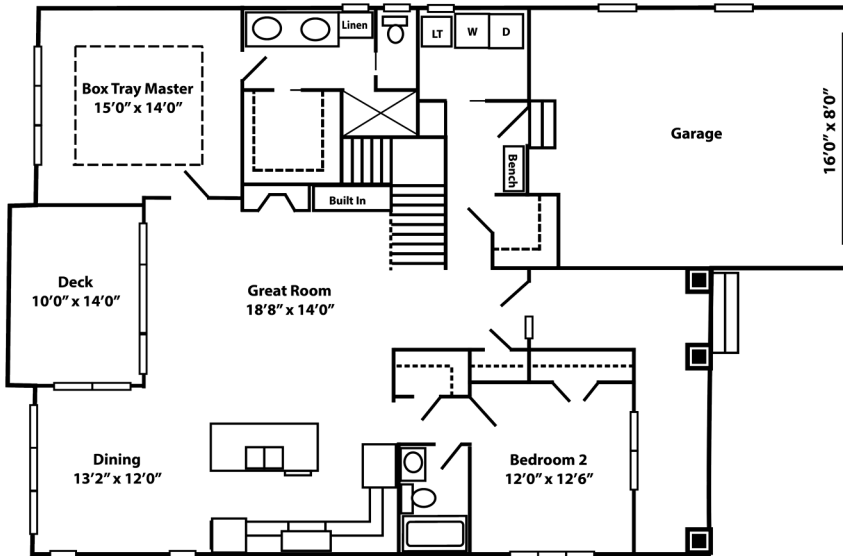 Linen
LT
W
D
Box Tray Master
15'0" x 14'0"
Garage
16'0" x 8'0"
Bench
Built In
Deck
10'0" x 14'0"
Great Room
18'8" x 14'0"
Dining
13'2" x 12'0"
Bedroom 2
12'0" x 12'6"